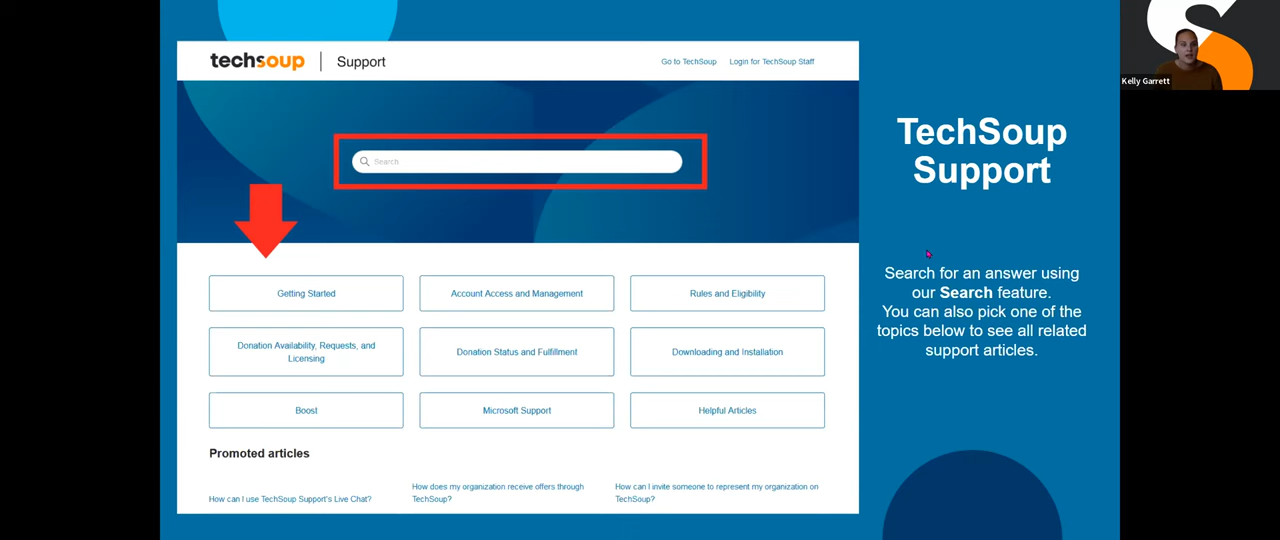 techsoup
Support
Go to TechSoup
Login for TechSoup Staff
Kelly Garrett
Search
TechSoup
Support
Search for an answer using
our Search feature.
You can also pick one of the
topics below to see all related
support articles.
Getting Started
Account Access and Management
Rules and Eligibility
Donation Availability, Requests, and
Licensing
Donation Status and Fulfillment
Downloading and Installation
Boost
Microsoft Support
Helpful Articles
Promoted articles
How can I use TechSoup Support's Live Chat?
How does my organization receive offers through
TechSoup?
How can I invite someone to represent my organization on
TechSoup?